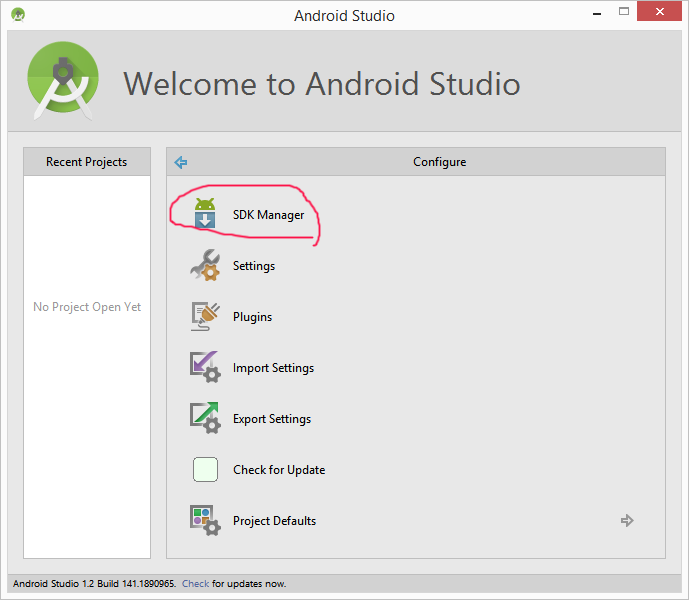 Android Studio
Welcome to Android Studio
Recent Projects
No Project Open Yet
Configure
SDK Manager
Settings
Plugins
Import Settings
Export Settings
Check for Update
Project Defaults
Android Studio 1.2 Build 141.1890965. Check for updates now.